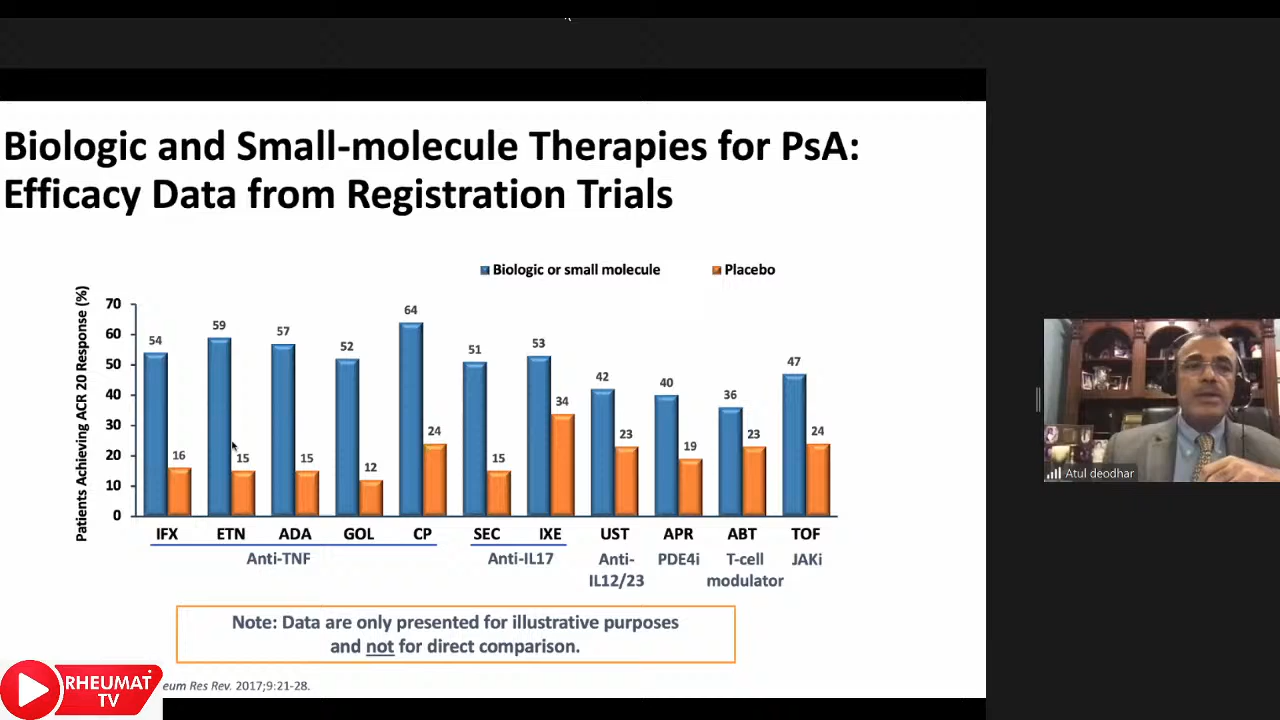 Biologic and Small-molecule Therapies for PsA:
Efficacy Data from Registration Trials
Biologic or small molecule
Placebo
Patients Achieving ACR 20 Response (%)
70
60
50
40
30
20
10
0
54
16
59
15
57
15
52
12
64
24
51
15
53
34
42
23
40
19
36
23
47
24
IFX
ETN
ADA
GOL
CP
SEC
IXE
UST
APR
ABT
TOF
Anti-TNF
Anti-IL17
Anti-
IL12/23
PDE4i
T-cell
modulator
JAKi
Note: Data are only presented for illustrative purposes
and not for direct comparison.
eum Res Rev. 2017;9:21-28.
RHEUMAT
TV
Atul deodhar